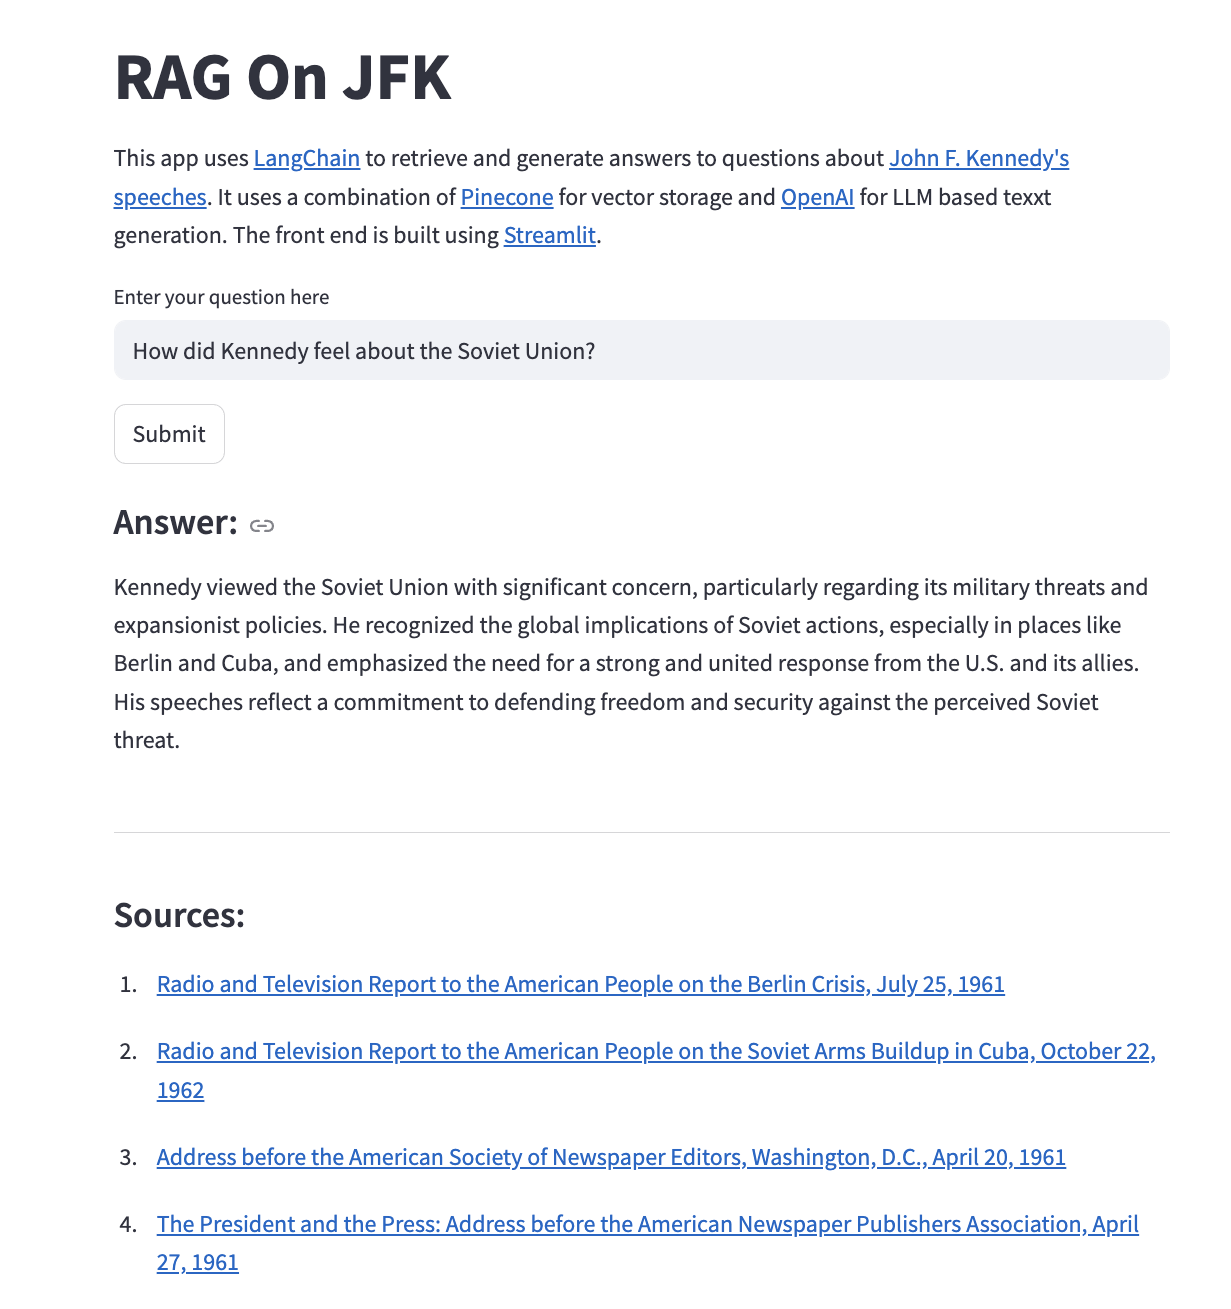 RAG On JFK
This app uses LangChain to retrieve and generate answers to questions about John F. Kennedy's
speeches. It uses a combination of Pinecone for vector storage and OpenAI for LLM based texxt
generation. The front end is built using Streamlit.
Enter your question here
How did Kennedy feel about the Soviet Union?
Submit
Answer:
Kennedy viewed the Soviet Union with significant concern, particularly regarding its military threats and
expansionist policies. He recognized the global implications of Soviet actions, especially in places like
Berlin and Cuba, and emphasized the need for a strong and united response from the U.S. and its allies.
His speeches reflect a commitment to defending freedom and security against the perceived Soviet
threat.
Sources:
1. Radio and Television Report to the American People on the Berlin Crisis, July 25, 1961
2. Radio and Television Report to the American People on the Soviet Arms Buildup in Cuba, October 22,
1962
3. Address before the American Society of Newspaper Editors, Washington, D.C., April 20, 1961
4. The President and the Press: Address before the American Newspaper Publishers Association, April
27, 1961